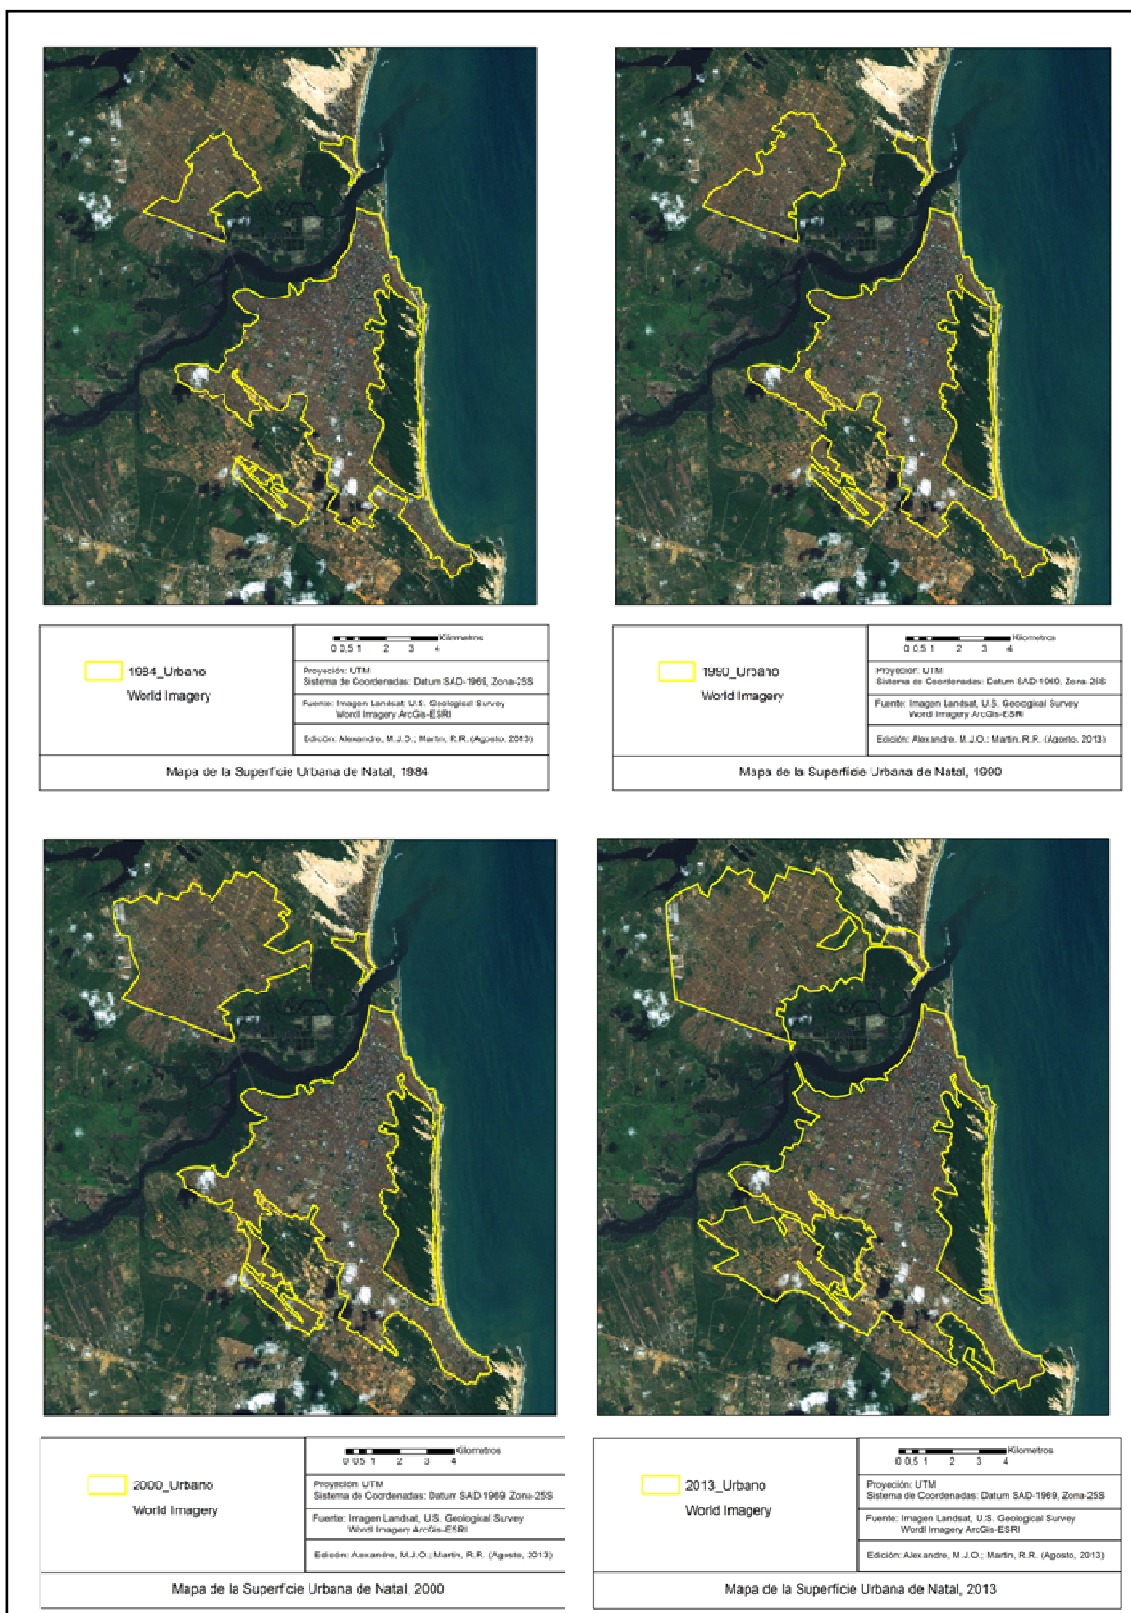 1984_Urbano
World Imagery
Kilometros
0 0,5 1 2 3 4
Proyección: UTM
Sistema de Coordenadas: Datum SAD-1969, Zona-25S
Fuente: Imagen Landsat, U.S. Geological Survey
Wordl Imagery ArcGis-ESRI
Edición: Alexandre, M.J.O.; Martin, R.R. (Agosto, 2013)
Mapa de la Superfície Urbana de Natal, 1984
1990_Urbano
World Imagery
Kilometros
0 0,5 1 2 3 4
Proyección: UTM
Sistema de Coordenadas: Datum SAD-1969, Zona-25S
Fuente: Imagen Landsat, U.S. Geological Survey
Wordl Imagery ArcGis-ESRI
Edición: Alexandre, M.J.O.; Martin, R.R. (Agosto, 2013)
Mapa de la Superfície Urbana de Natal, 1990
2000_Urbano
World Imagery
Kilometros
0 0,5 1 2 3 4
Proyección: UTM
Sistema de Coordenadas: Datum SAD-1969, Zona-25S
Fuente: Imagen Landsat, U.S. Geological Survey
Wordl Imagery ArcGis-ESRI
Edición: Alexandre, M.J.O.; Martin, R.R. (Agosto, 2013)
Mapa de la Superfície Urbana de Natal, 2000
2013_Urbano
World Imagery
Kilometros
0 0,5 1 2 3 4
Proyección: UTM
Sistema de Coordenadas: Datum SAD-1969, Zona-25S
Fuente: Imagen Landsat, U.S. Geological Survey
Wordl Imagery ArcGis-ESRI
Edición: Alexandre, M.J.O.; Martin, R.R. (Agosto, 2013)
Mapa de la Superfície Urbana de Natal, 2013